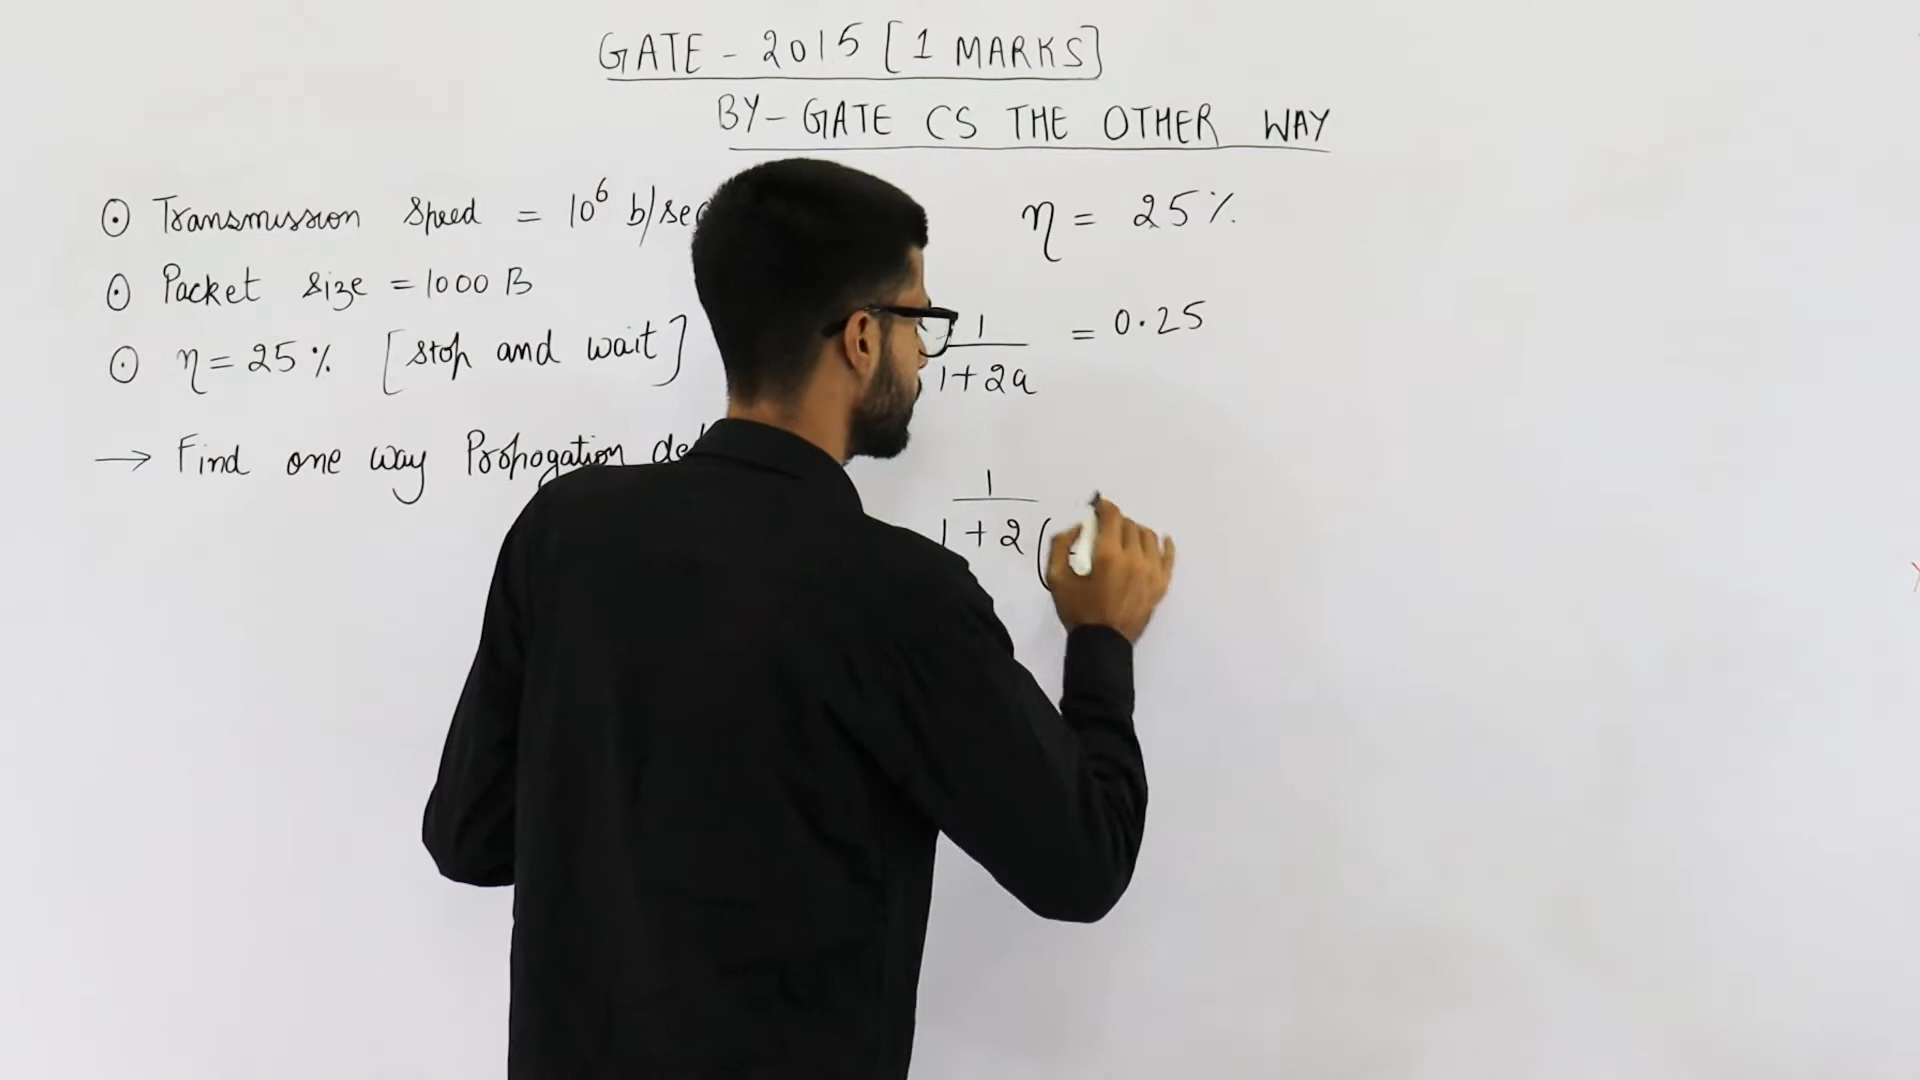 GATE - 2015 [1 MARKS]
BY- GATE CS THE OTHER WAY
⊙ Transmission Speed = 10⁶ b/sec
⊙ Packet size = 1000 B
⊙ η = 25% [stop and wait]
→ Find one way Propogation
η = 25%
1/(1+2a) = 0.25
1
1 + 2 (